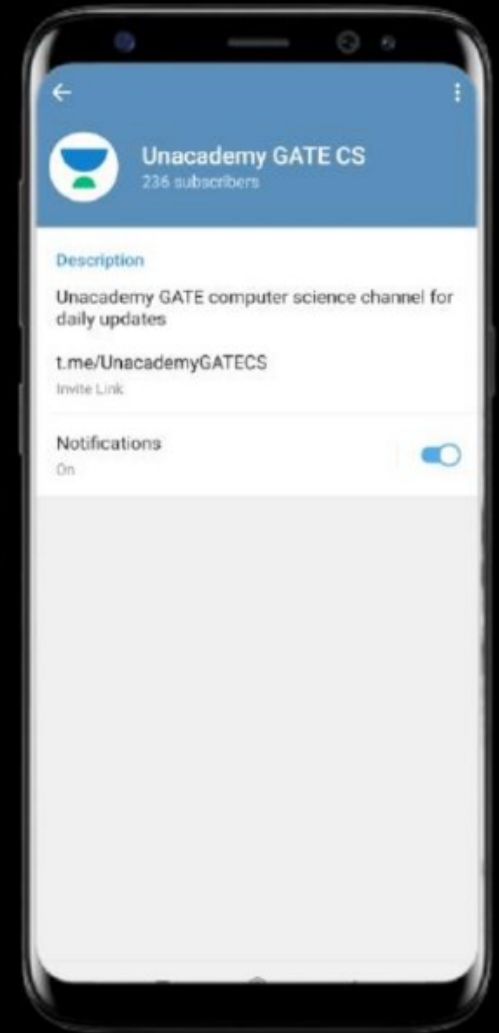 Unacademy GATE CS
236 subscribers
Description
Unacademy GATE computer science channel for
daily updates
t.me/UnacademyGATECS
Invite Link
Notifications
On